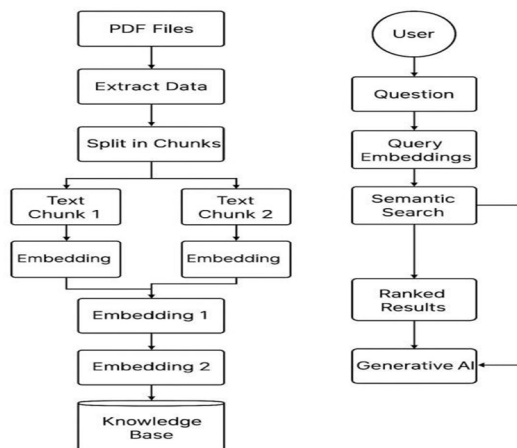 PDF Files
Extract Data
Split in Chunks
Text
Chunk 1
Text
Chunk 2
Embedding
Embedding
Embedding 1
Embedding 2
Knowledge
Base
User
Question
Query
Embeddings
Semantic
Search
Ranked
Results
Generative AI